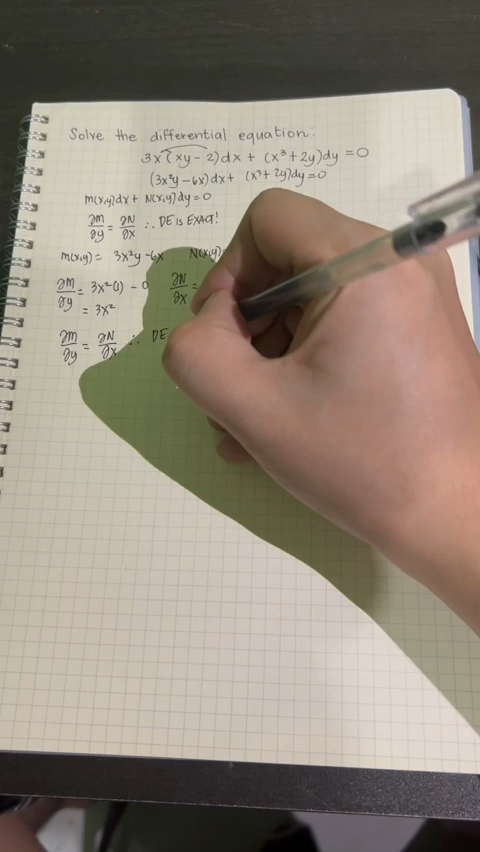 Solve the differential equation:
3x(xy - 2)dx + (x³ + 2y)dy = 0
(3x²y - 6x)dx + (x³ + 2y)dy = 0
M(x,y)dx + N(x,y)dy = 0
∂M/∂y = ∂N/∂x ∴ DE is EXACT!
M(x,y) = 3x²y - 6x N(x,y)
∂M/∂y = 3x²(1) - 0 ∂N/∂x =
= 3x²
∂M/∂y = ∂N/∂x ∴ DE